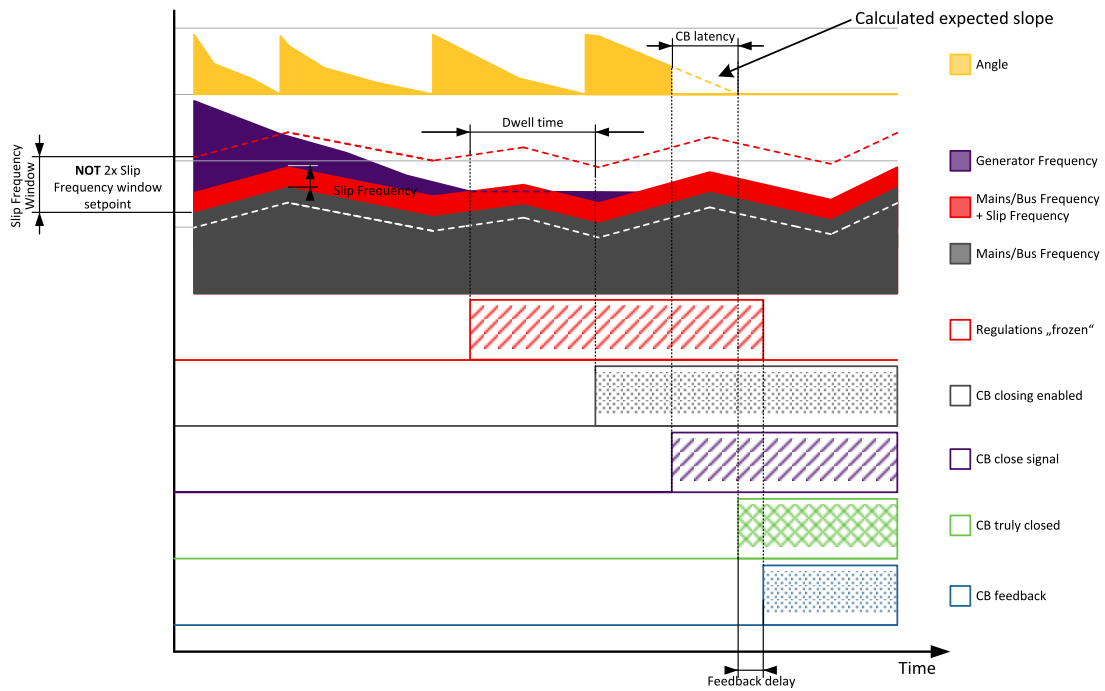 Calculated expected slope
CB latency
Angle
Dwell time
Slip Frequency
Window
NOT 2x Slip
Frequency window
setpoint
Slip Frequency
Generator Frequency
Mains/Bus Frequency
+ Slip Frequency
Mains/Bus Frequency
Regulations „frozen“
CB closing enabled
CB close signal
CB truly closed
CB feedback
Time
Feedback delay